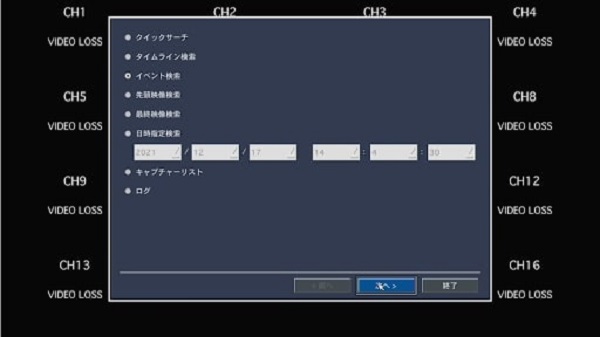 CH1 CH2 CH3 CH4
VIDEO LOSS VIDEO LOSS
クイックサーチ
タイムライン検索
イベント検索
先頭映像検索
CH5 CH8
最終映像検索
VIDEO LOSS VIDEO LOSS
日時指定検索
2021 / 12 / 17 14 : 4 : 30
キャプチャーリスト
CH9 CH12
ログ
VIDEO LOSS VIDEO LOSS
CH13 CH16
< 前へ 次へ > 終了
VIDEO LOSS VIDEO LOSS